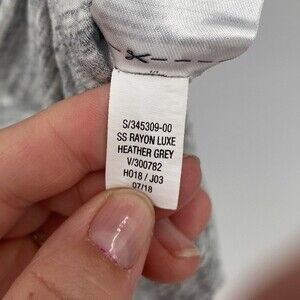 S/345309-00
SS RAYON LUXE
HEATHER GREY
V/300782
HO18 / J03
07/18